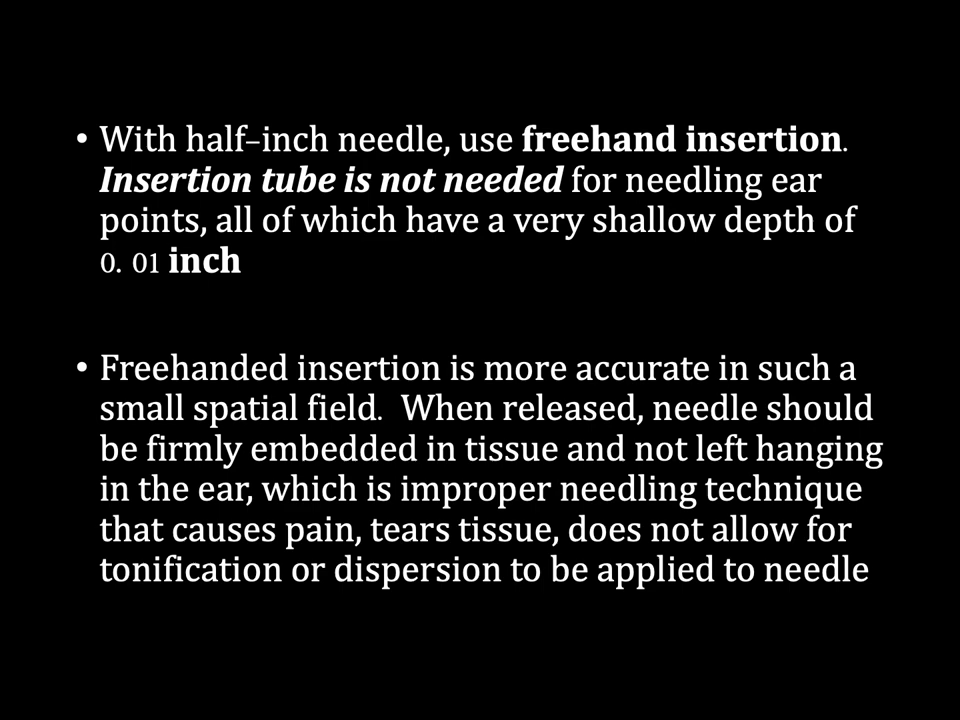 • With half–inch needle, use freehand insertion.
Insertion tube is not needed for needling ear
points, all of which have a very shallow depth of
0. 01 inch
• Freehanded insertion is more accurate in such a
small spatial field.  When released, needle should
be firmly embedded in tissue and not left hanging
in the ear, which is improper needling technique
that causes pain, tears tissue, does not allow for
tonification or dispersion to be applied to needle